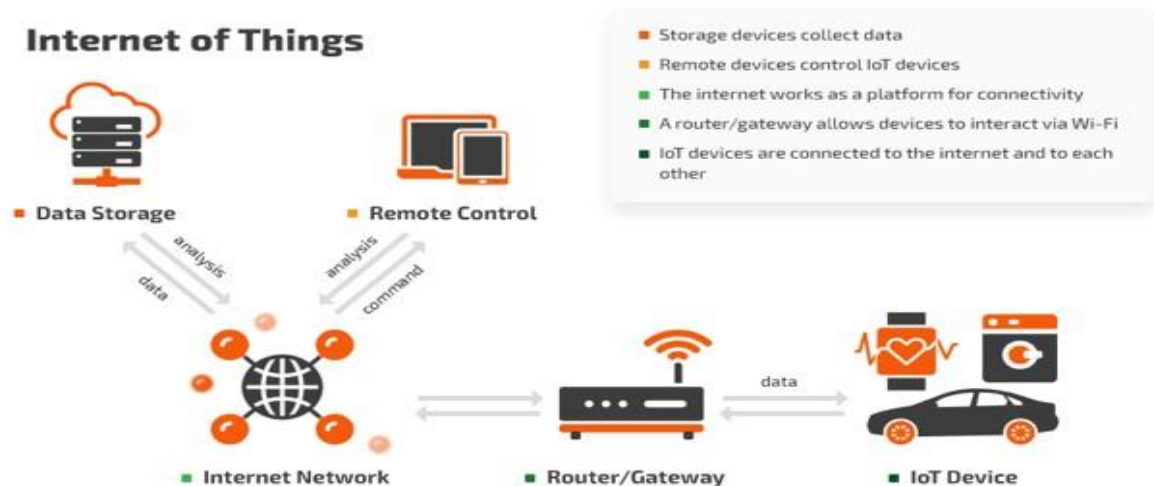 Internet of Things
Storage devices collect data
Remote devices control IoT devices
The internet works as a platform for connectivity
A router/gateway allows devices to interact via Wi-Fi
IoT devices are connected to the internet and to each
other
Data Storage
Remote Control
analysis
data
analysis
command
data
Internet Network
Router/Gateway
IoT Device